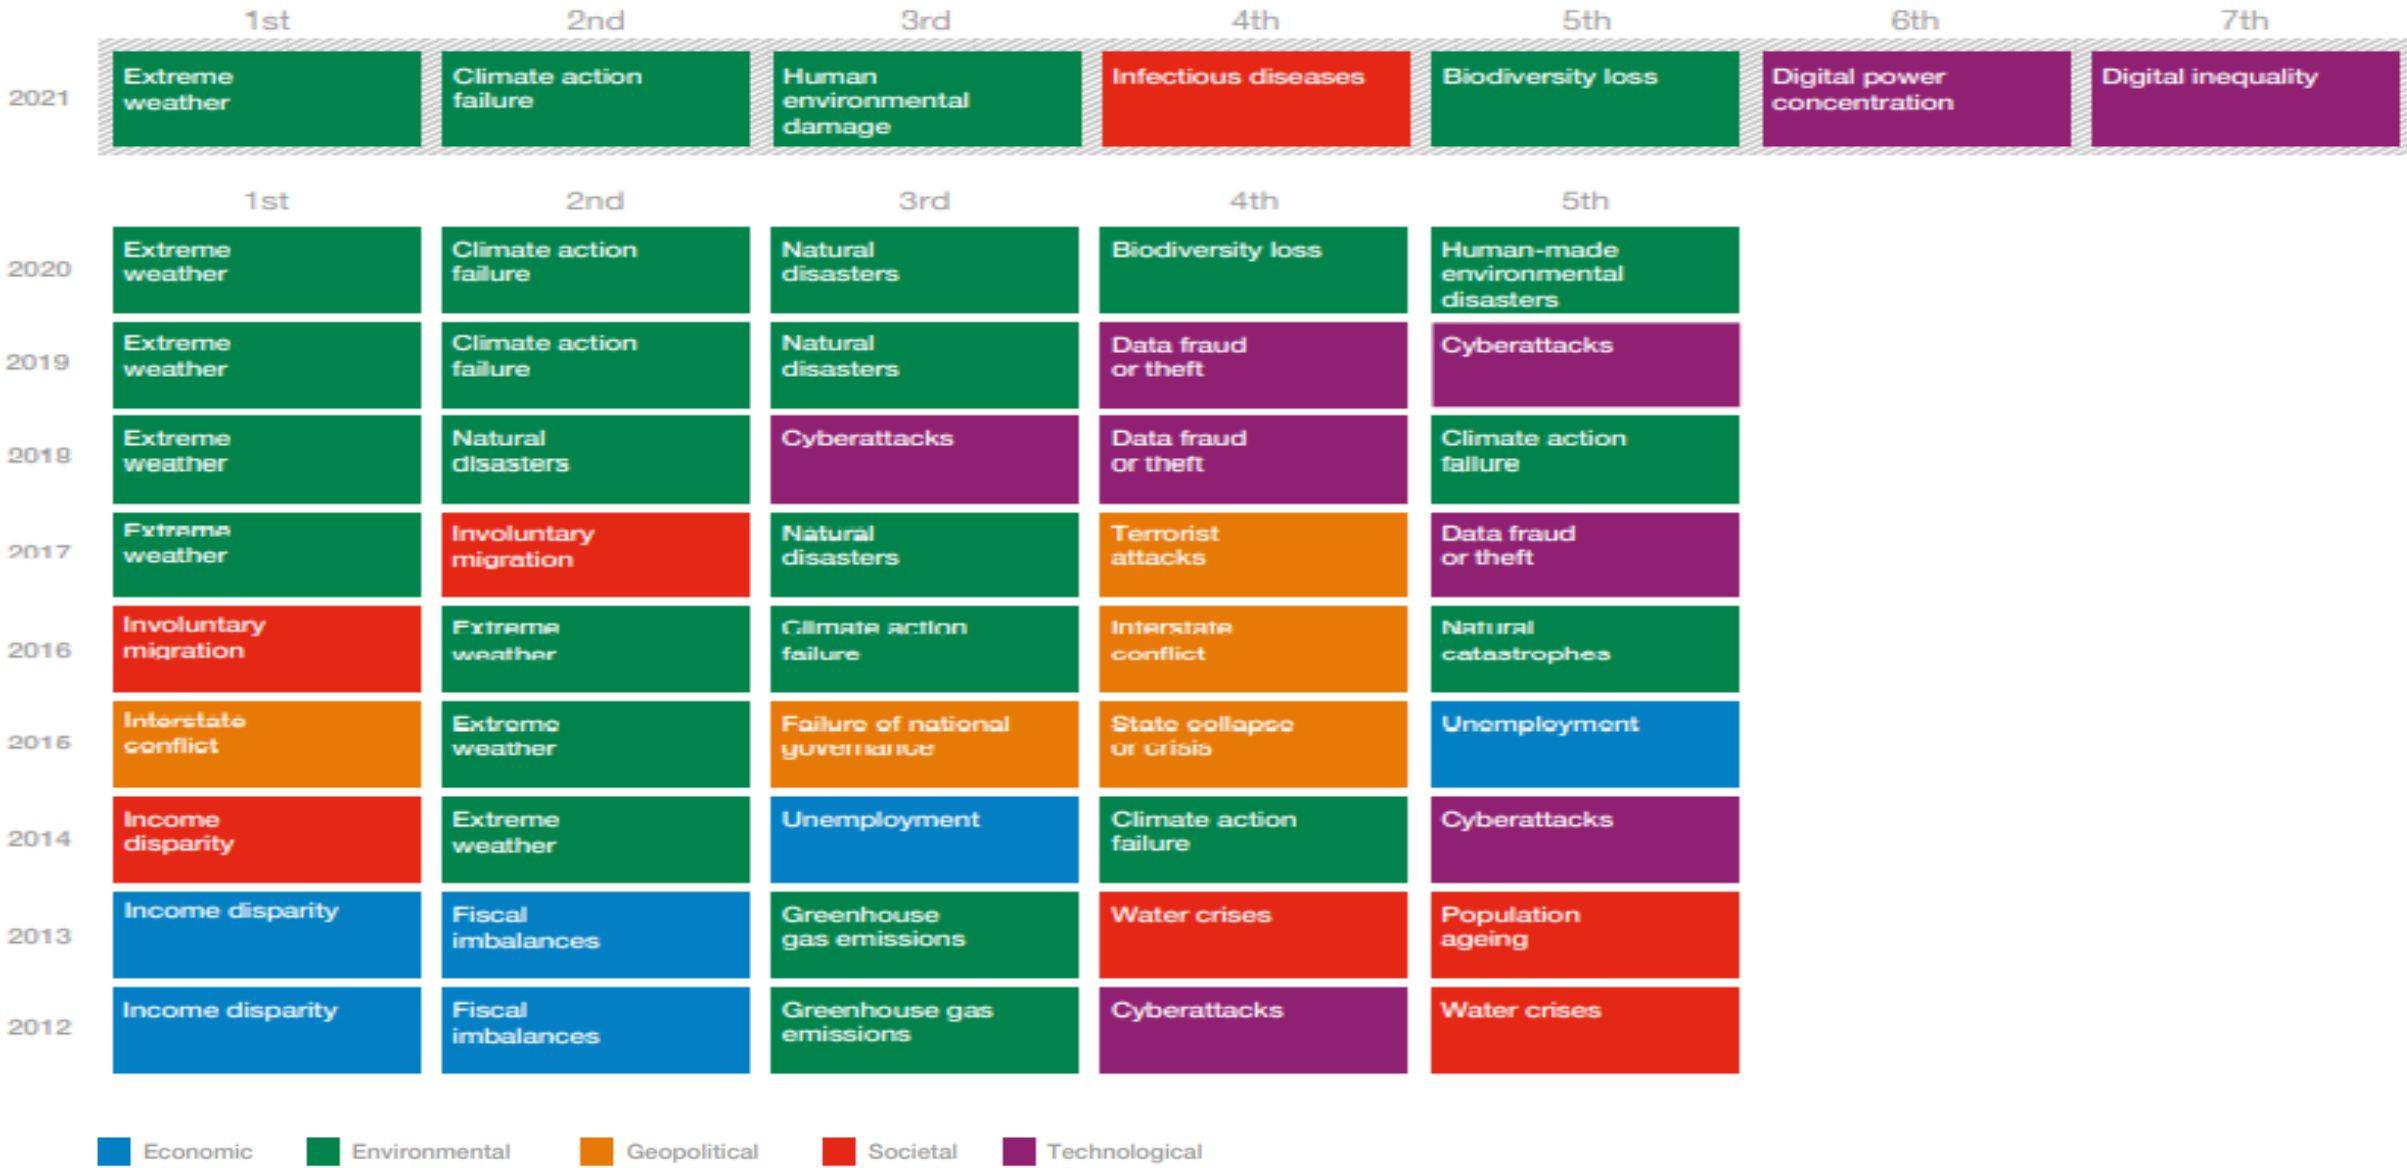 1st 2nd 3rd 4th 5th 6th 7th
2021
Extreme
weather
Climate action
failure
Human
environmental
damage
Infectious diseases
Biodiversity loss
Digital power
concentration
Digital inequality
1st 2nd 3rd 4th 5th
2020
Extreme
weather
Climate action
failure
Natural
disasters
Biodiversity loss
Human-made
environmental
disasters
2019
Extreme
weather
Climate action
failure
Natural
disasters
Data fraud
or theft
Cyberattacks
2018
Extreme
weather
Natural
disasters
Cyberattacks
Data fraud
or theft
Climate action
failure
2017
Extreme
weather
Involuntary
migration
Natural
disasters
Terrorist
attacks
Data fraud
or theft
2016
Involuntary
migration
Extreme
weather
Climate action
failure
Interstate
conflict
Natural
catastrophes
2015
Interstate
conflict
Extreme
weather
Failure of national
governance
State collapse
or crisis
Unemployment
2014
Income
disparity
Extreme
weather
Unemployment
Climate action
failure
Cyberattacks
2013
Income disparity
Fiscal
imbalances
Greenhouse
gas emissions
Water crises
Population
ageing
2012
Income disparity
Fiscal
imbalances
Greenhouse gas
emissions
Cyberattacks
Water crises
Economic Environmental Geopolitical Societal Technological